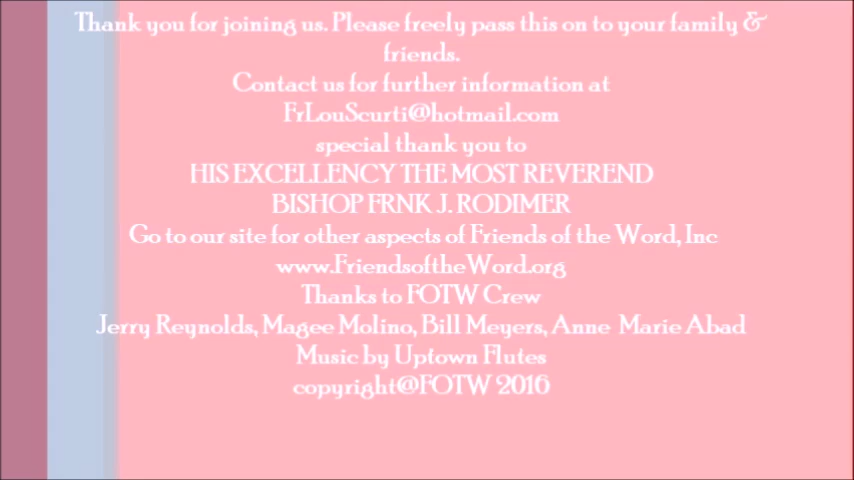 Thank you for joining us. Please freely pass this on to your family &
friends.
Contact us for further information at
FrLouScurti@hotmail.com
special thank you to
HIS EXCELLENCY THE MOST REVEREND
BISHOP FRNK J. RODIMER
Go to our site for other aspects of Friends of the Word, Inc
www.FriendsoftheWord.org
Thanks to FOTW Crew
Jerry Reynolds, Magee Molino, Bill Meyers, Anne Marie Abad
Music by Uptown Flutes
copyright@FOTW 2016